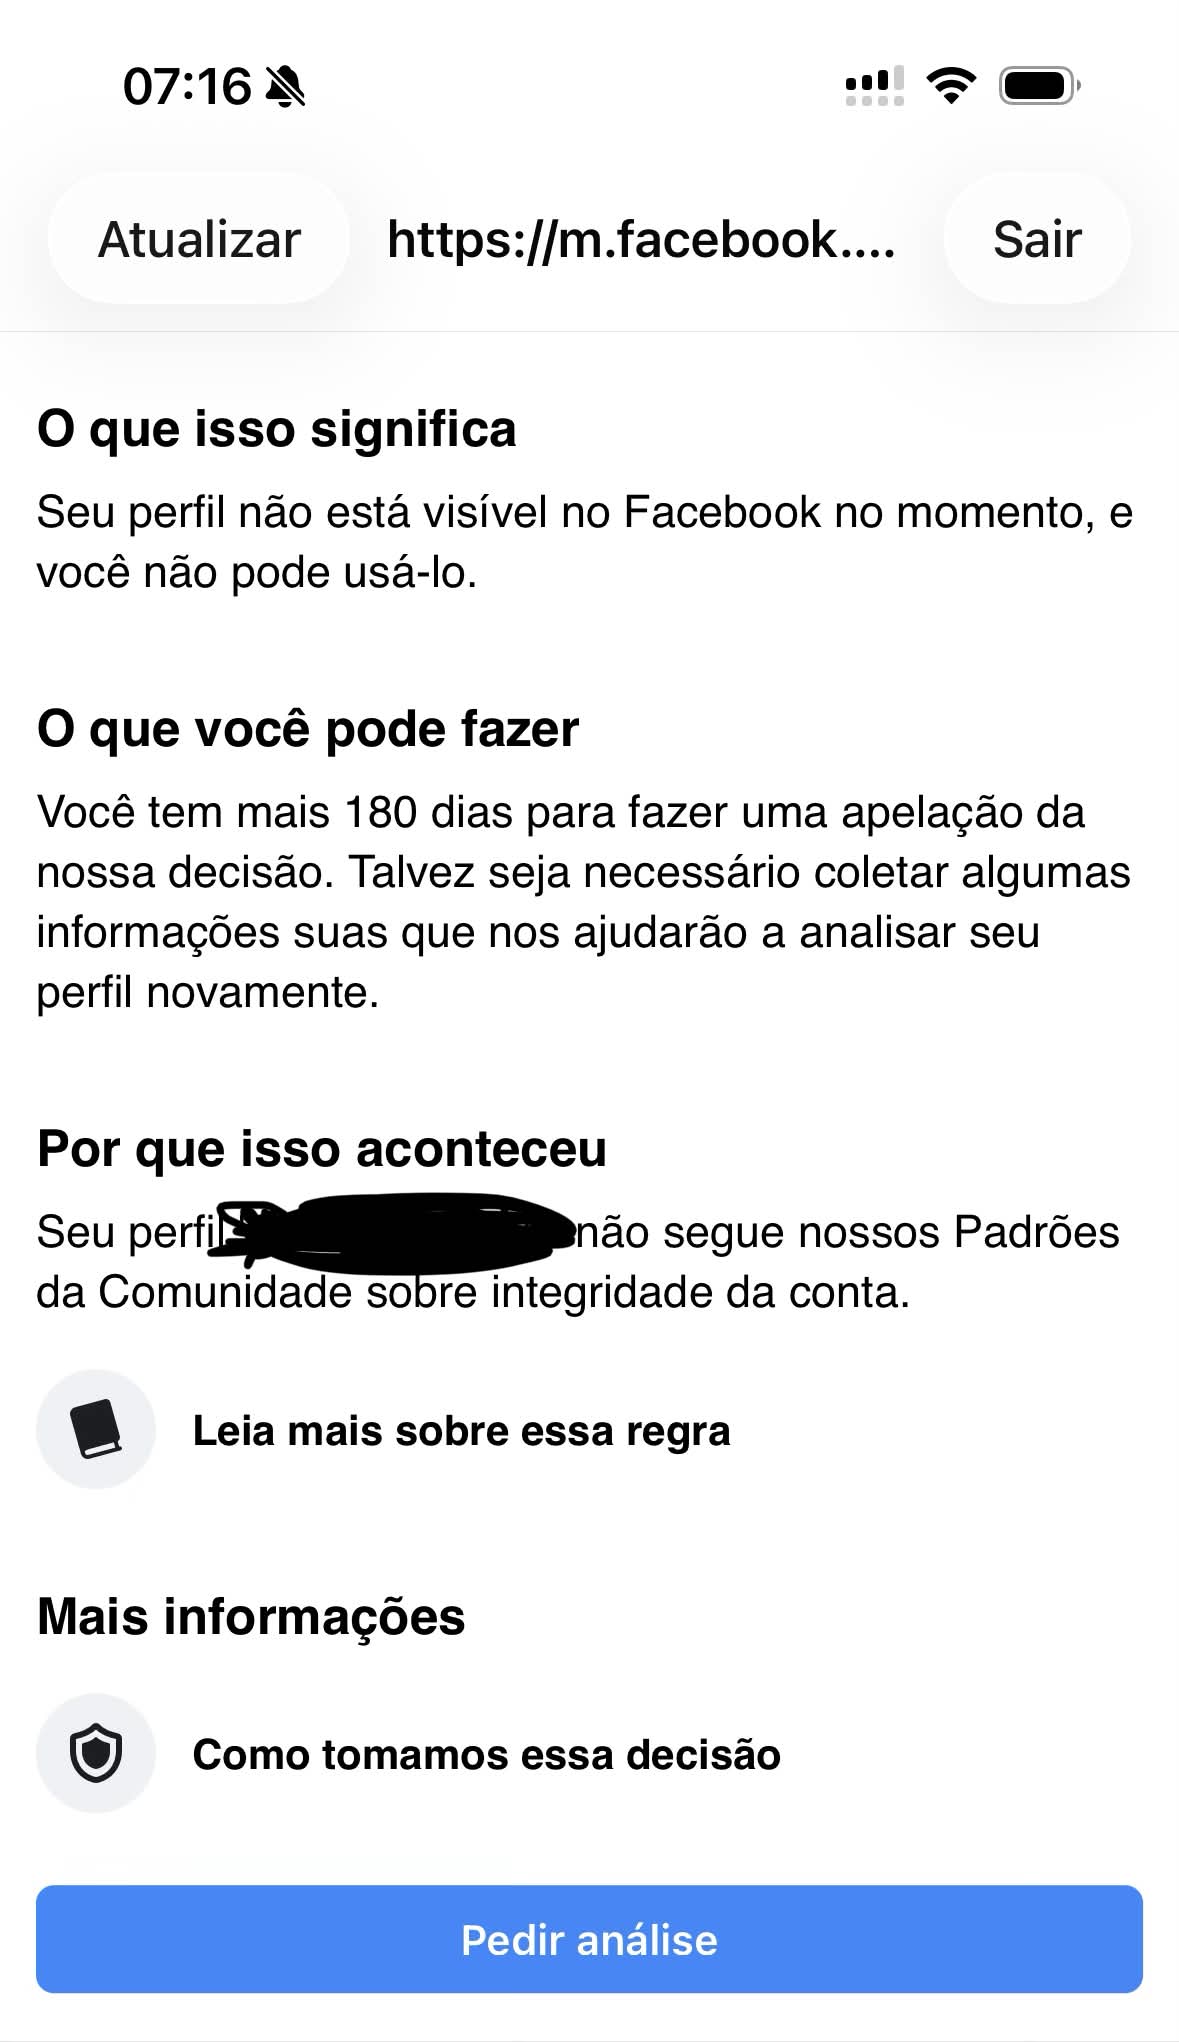 07:16
Atualizar https://m.facebook.... Sair
O que isso significa
Seu perfil não está visível no Facebook no momento, e
você não pode usá-lo.
O que você pode fazer
Você tem mais 180 dias para fazer uma apelação da
nossa decisão. Talvez seja necessário coletar algumas
informações suas que nos ajudarão a analisar seu
perfil novamente.
Por que isso aconteceu
Seu perfil não segue nossos Padrões
da Comunidade sobre integridade da conta.
Leia mais sobre essa regra
Mais informações
Como tomamos essa decisão
Pedir análise